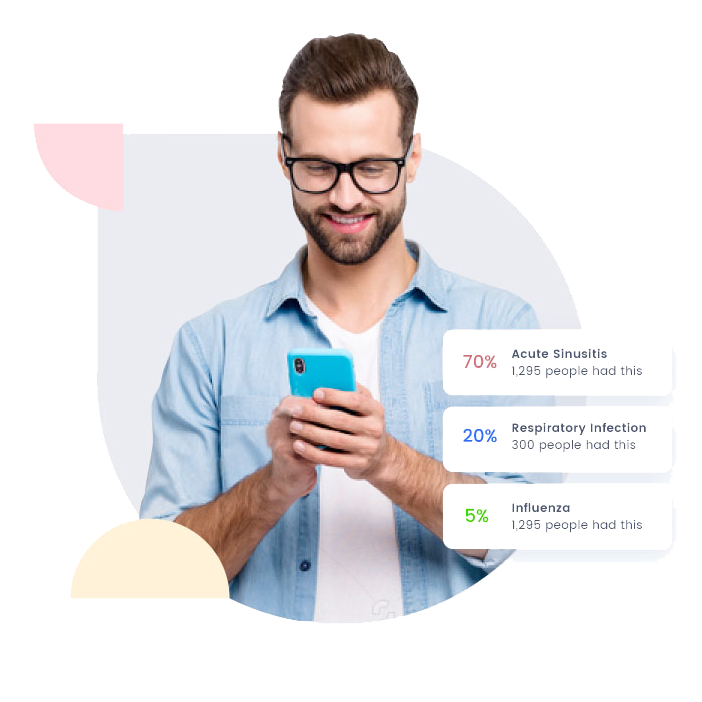 70%
Acute Sinusitis
1,295 people had this
20%
Respiratory Infection
300 people had this
5%
Influenza
1,295 people had this